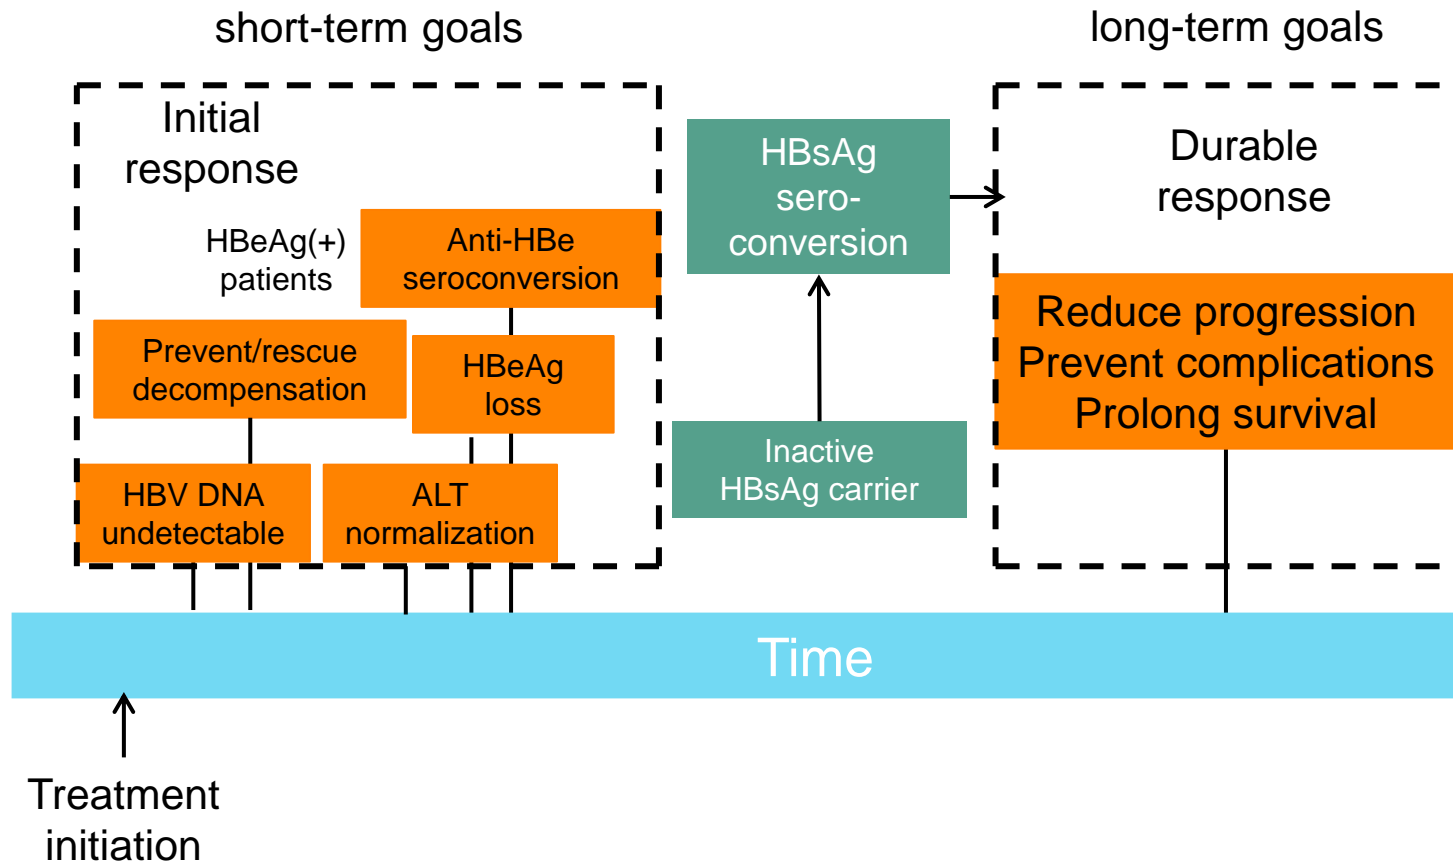 short-term goals
long-term goals
Initial
response
HBeAg(+)
patients
Anti-HBe
seroconversion
Prevent/rescue
decompensation
HBeAg
loss
HBV DNA
undetectable
ALT
normalization
HBsAg
sero-
conversion
Inactive
HBsAg carrier
Durable
response
Reduce progression
Prevent complications
Prolong survival
Time
Treatment
initiation